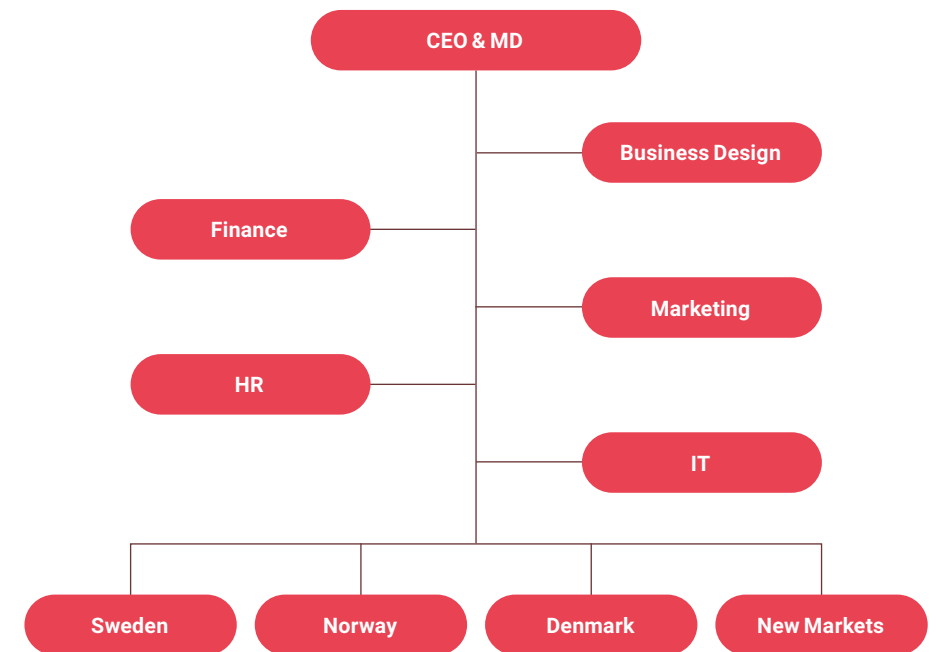 CEO & MD
Business Design
Finance
Marketing
HR
IT
Sweden
Norway
Denmark
New Markets